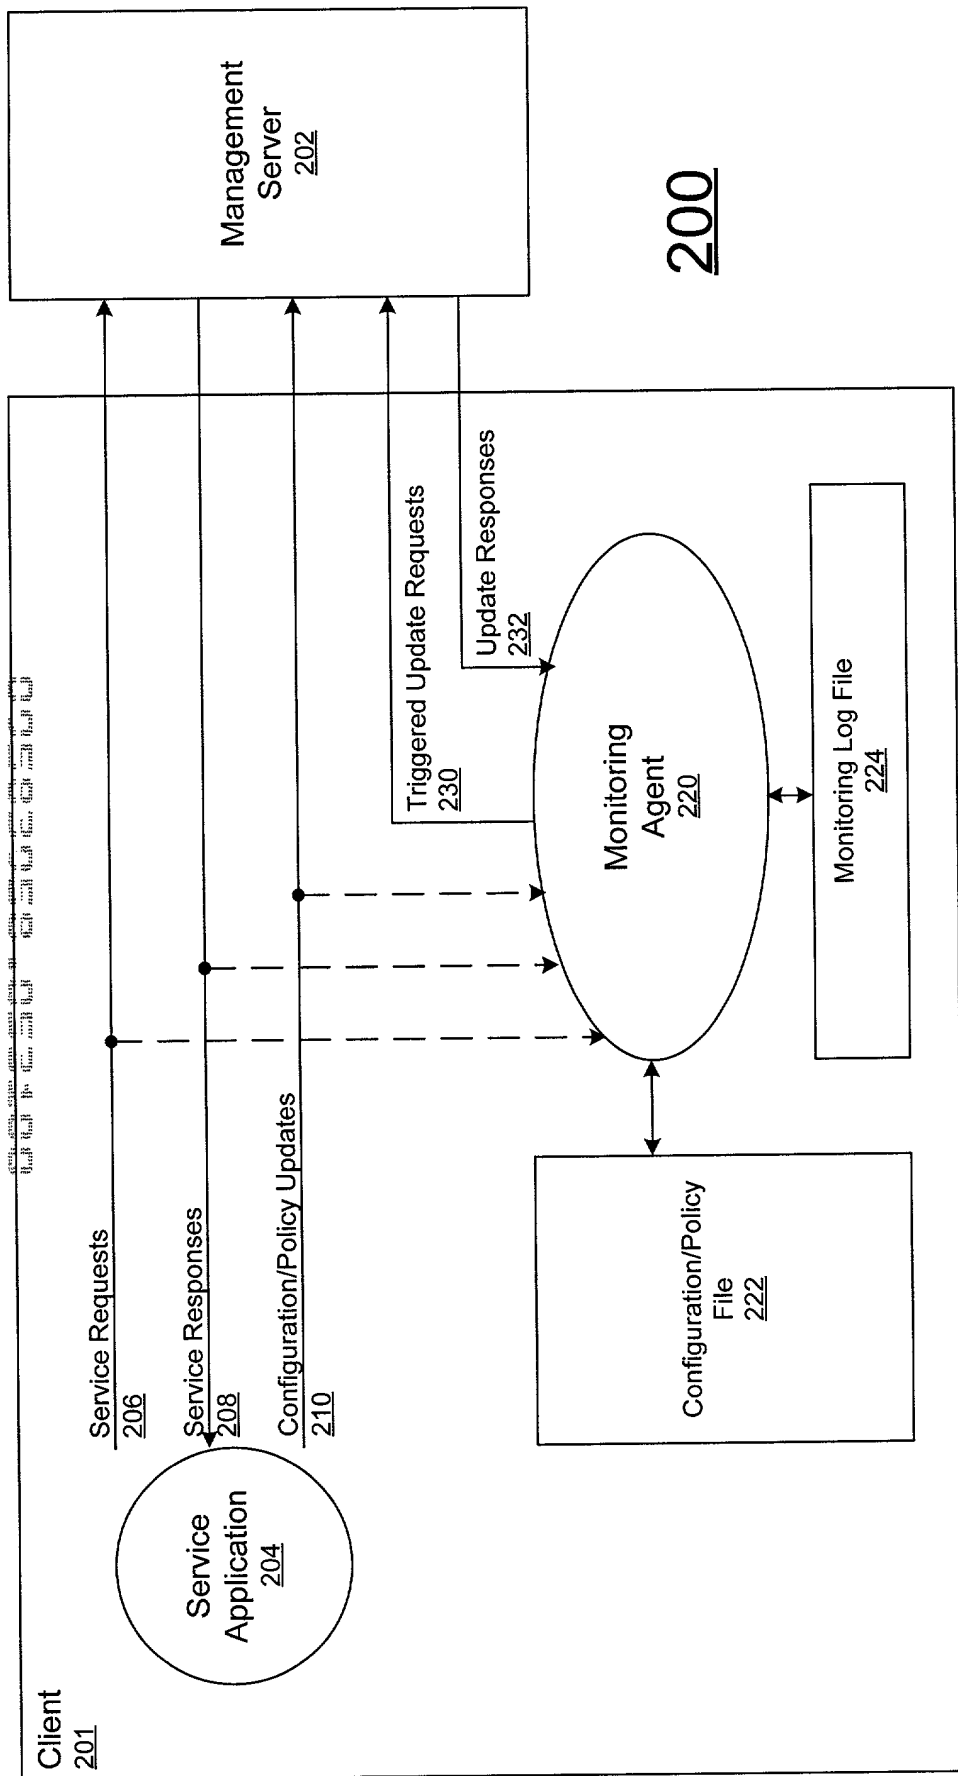 Client
201
Service
Application
204
Service Requests
206
Service Responses
208
Configuration/Policy Updates
210
Triggered Update Requests
230
Update Responses
232
Management
Server
202
Monitoring
Agent
220
Configuration/Policy
File
222
Monitoring Log File
224
200